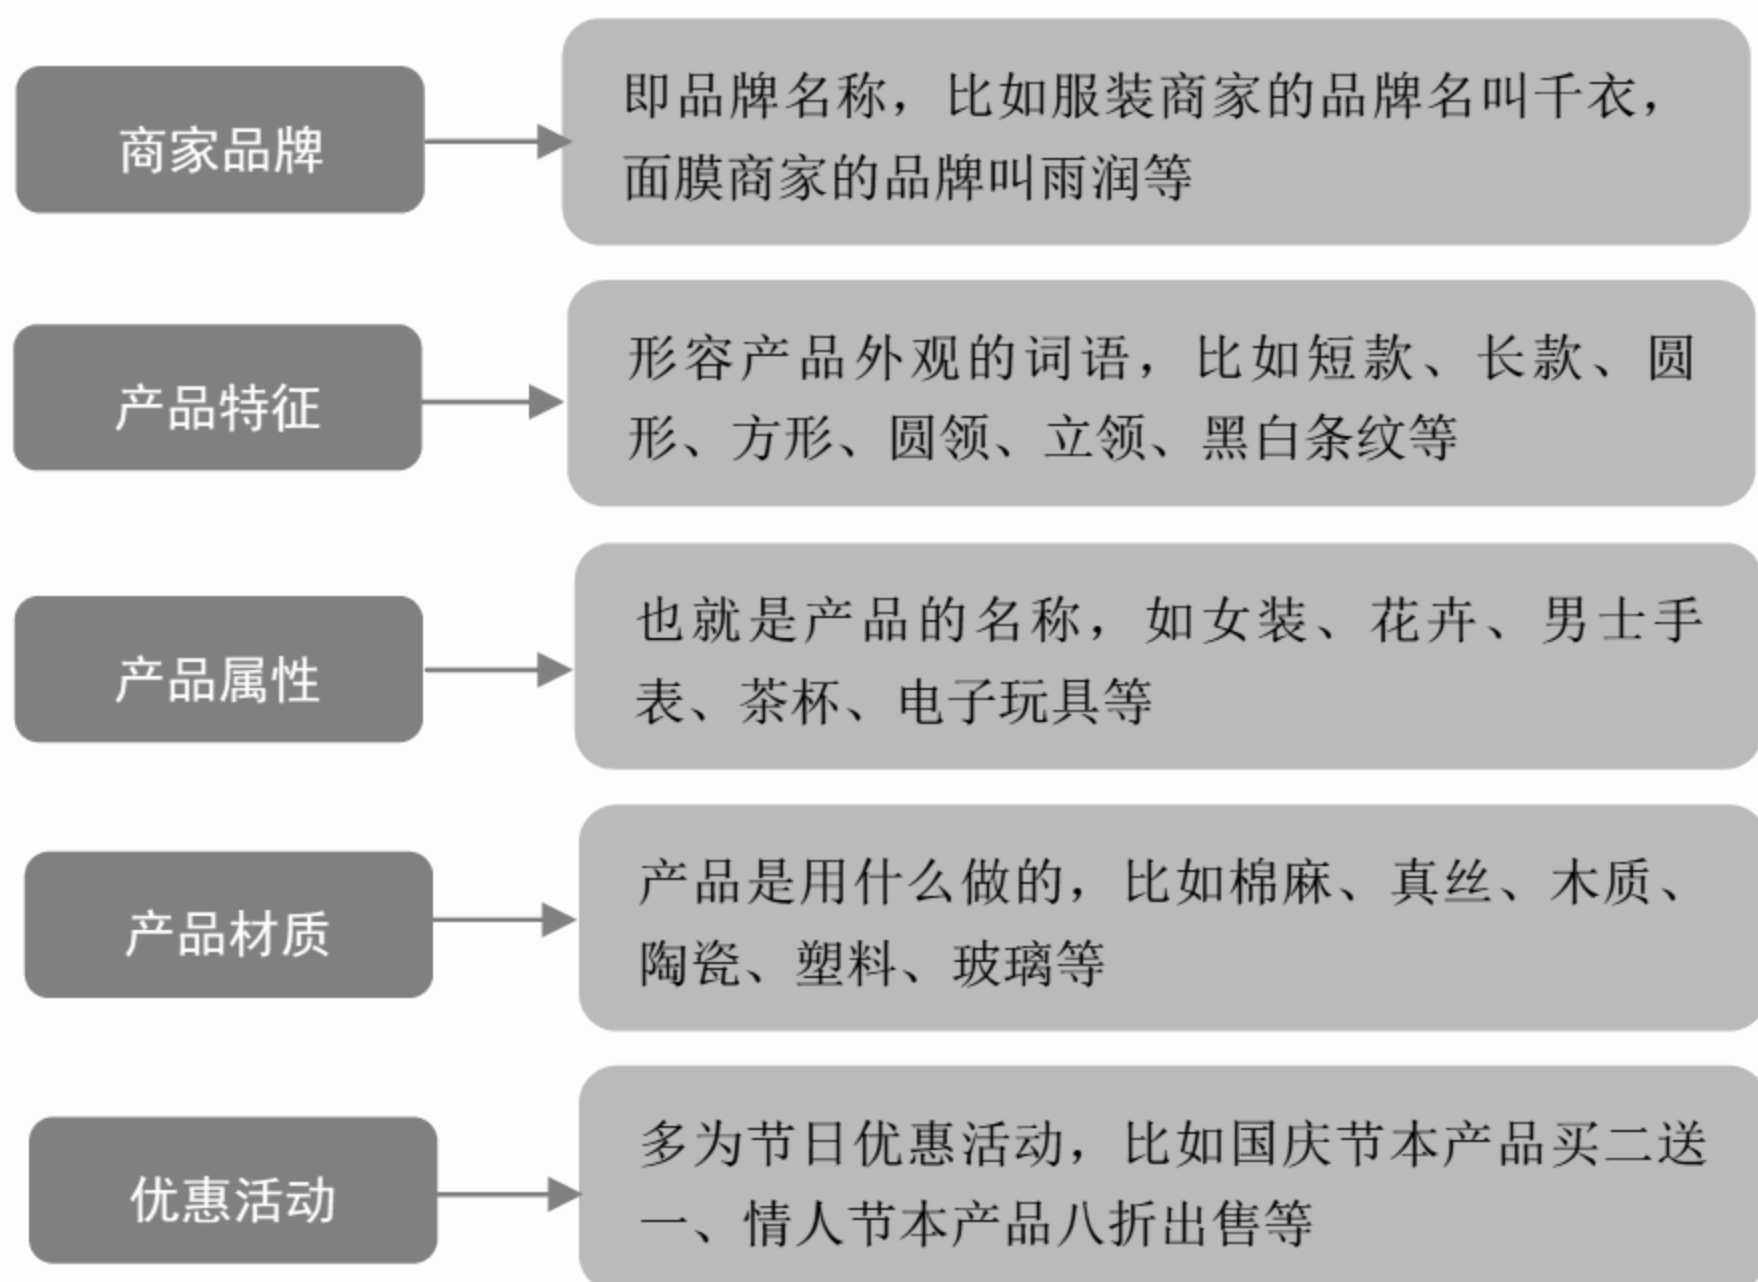 商家品牌
即品牌名称，比如服装商家的品牌名叫千衣，
面膜商家的品牌叫雨润等
产品特征
形容产品外观的词语，比如短款、长款、圆
形、方形、圆领、立领、黑白条纹等
产品属性
也就是产品的名称，如女装、花卉、男士手
表、茶杯、电子玩具等
产品材质
产品是用什么做的，比如棉麻、真丝、木质、
陶瓷、塑料、玻璃等
优惠活动
多为节日优惠活动，比如国庆节本产品买二送
一、情人节本产品八折出售等